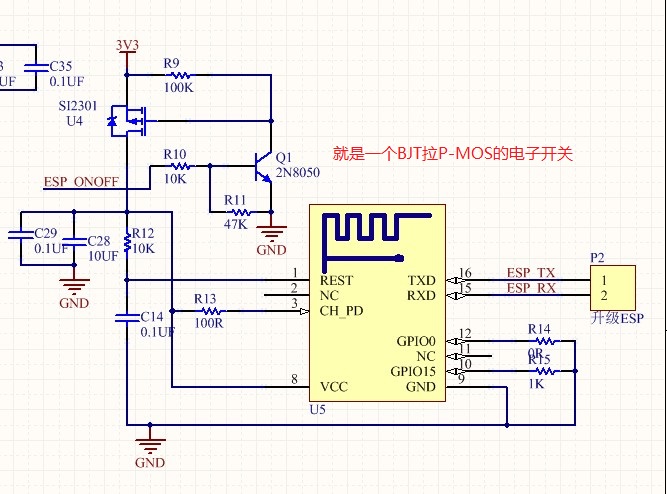 3V3
3
UF
C35
0.1UF
R9
100K
SI2301
U4
R10
10K
Q1
2N8050
就是一个BJT拉P-MOS的电子开关
ESP_ONOFF
R11
47K
GND
C29
0.1UF
C28
10UF
R12
10K
GND
C14
0.1UF
R13
100R
1
REST
2
NC
3
CH_PD
8
VCC
TXD
16
RXD
15
GPIO0
12
NC
11
GPIO15
10
GND
9
U5
ESP_TX
ESP_RX
P2
1
2
升级ESP
R14
0R
R15
1K
GND